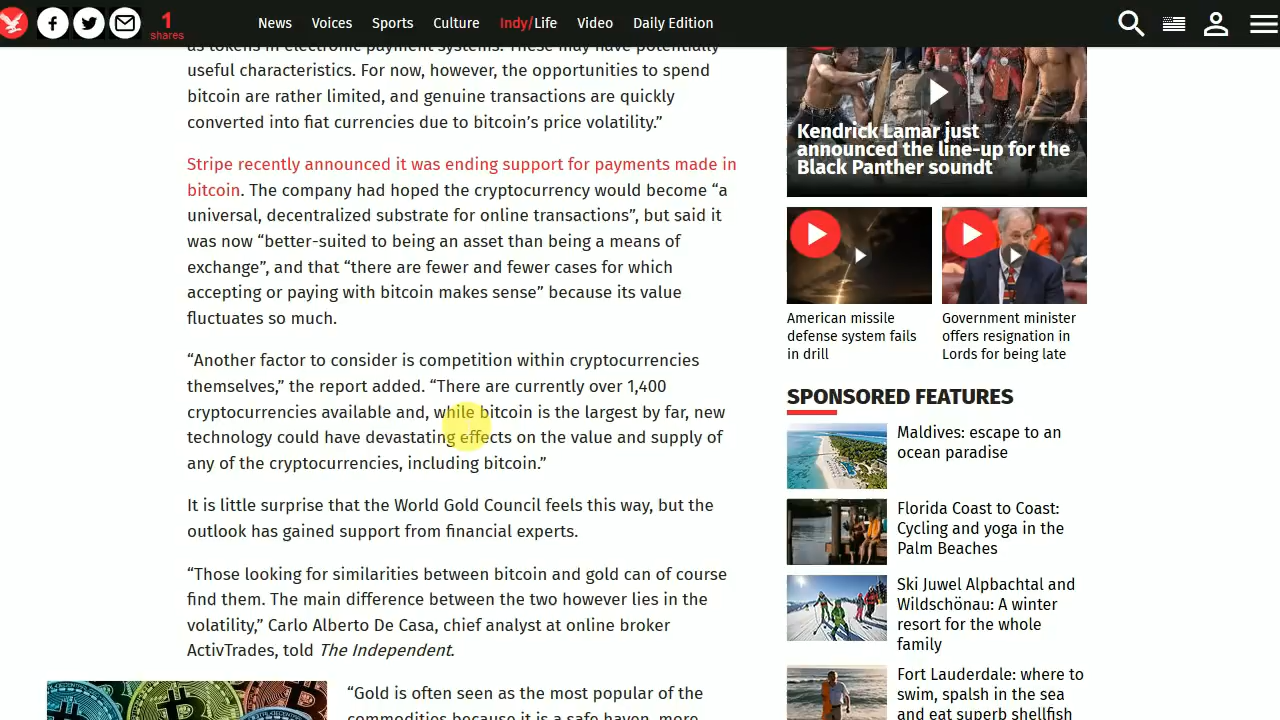 1
shares
News
Voices
Sports
Culture
Indy/Life
Video
Daily Edition
as tokens in electronic payment systems. These may have potentially
useful characteristics. For now, however, the opportunities to spend
bitcoin are rather limited, and genuine transactions are quickly
converted into fiat currencies due to bitcoin’s price volatility.”
Stripe recently announced it was ending support for payments made in
bitcoin. The company had hoped the cryptocurrency would become “a
universal, decentralized substrate for online transactions”, but said it
was now “better-suited to being an asset than being a means of
exchange”, and that “there are fewer and fewer cases for which
accepting or paying with bitcoin makes sense” because its value
fluctuates so much.
“Another factor to consider is competition within cryptocurrencies
themselves,” the report added. “There are currently over 1,400
cryptocurrencies available and, while bitcoin is the largest by far, new
technology could have devastating effects on the value and supply of
any of the cryptocurrencies, including bitcoin.”
It is little surprise that the World Gold Council feels this way, but the
outlook has gained support from financial experts.
“Those looking for similarities between bitcoin and gold can of course
find them. The main difference between the two however lies in the
volatility,” Carlo Alberto De Casa, chief analyst at online broker
ActivTrades, told The Independent.
“Gold is often seen as the most popular of the
commodities because it is a safe haven, more
Kendrick Lamar just
announced the line-up for the
Black Panther soundt
American missile
defense system fails
in drill
Government minister
offers resignation in
Lords for being late
SPONSORED FEATURES
Maldives: escape to an
ocean paradise
Florida Coast to Coast:
Cycling and yoga in the
Palm Beaches
Ski Juwel Alpbachtal and
Wildschönau: A winter
resort for the whole
family
Fort Lauderdale: where to
swim, spalsh in the sea
and eat superb shellfish